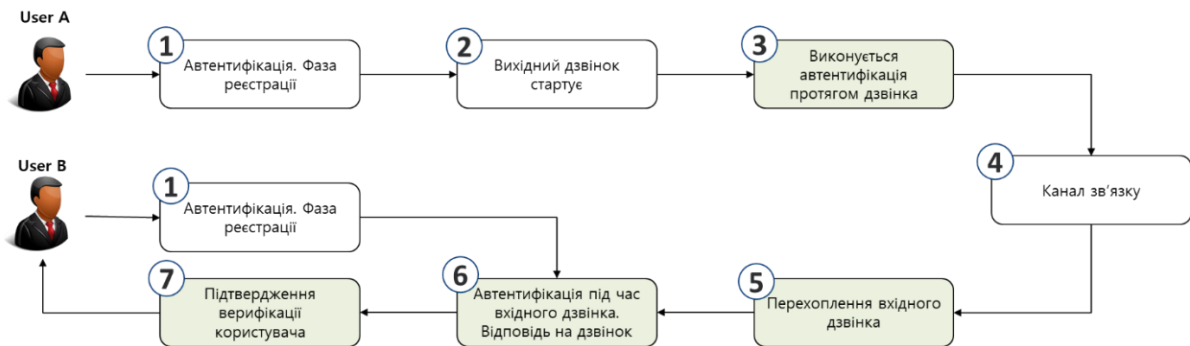 User A
1
Автентифікація. Фаза
реєстрації
2
Вихідний дзвінок
стартує
3
Виконується
автентифікація
протягом дзвінка
4
Канал зв'язку
User B
1
Автентифікація. Фаза
реєстрації
7
Підтвердження
верифікації
користувача
6
Автентифікація під час
вхідного дзвінка.
Відповідь на дзвінок
5
Перехоплення вхідного
дзвінка